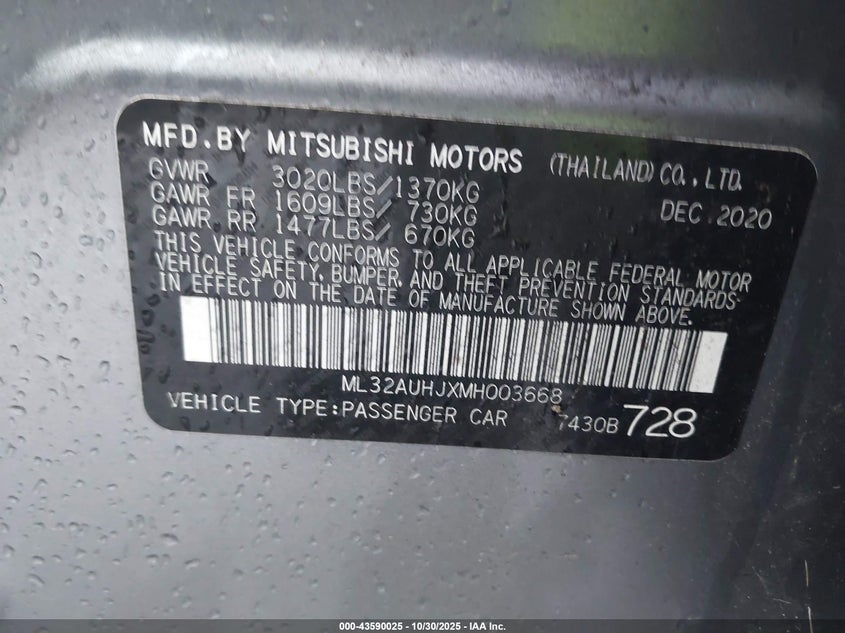 MFD.BY MITSUBISHI MOTORS (THAILAND) CO., LTD.
GVWR 3020LBS/1370KG DEC.2020
GAWR FR 1609LBS/ 730KG
GAWR RR 1477LBS/ 670KG
THIS VEHICLE CONFORMS TO ALL APPLICABLE FEDERAL MOTOR
VEHICLE SAFETY, BUMPER, AND THEFT PREVENTION STANDARDS
IN EFFECT ON THE DATE OF MANUFACTURE SHOWN ABOVE.
ML32AUHJXMH003668
VEHICLE TYPE:PASSENGER CAR 7430B 728
000-43590025 - 10/30/2025 - IAA Inc.